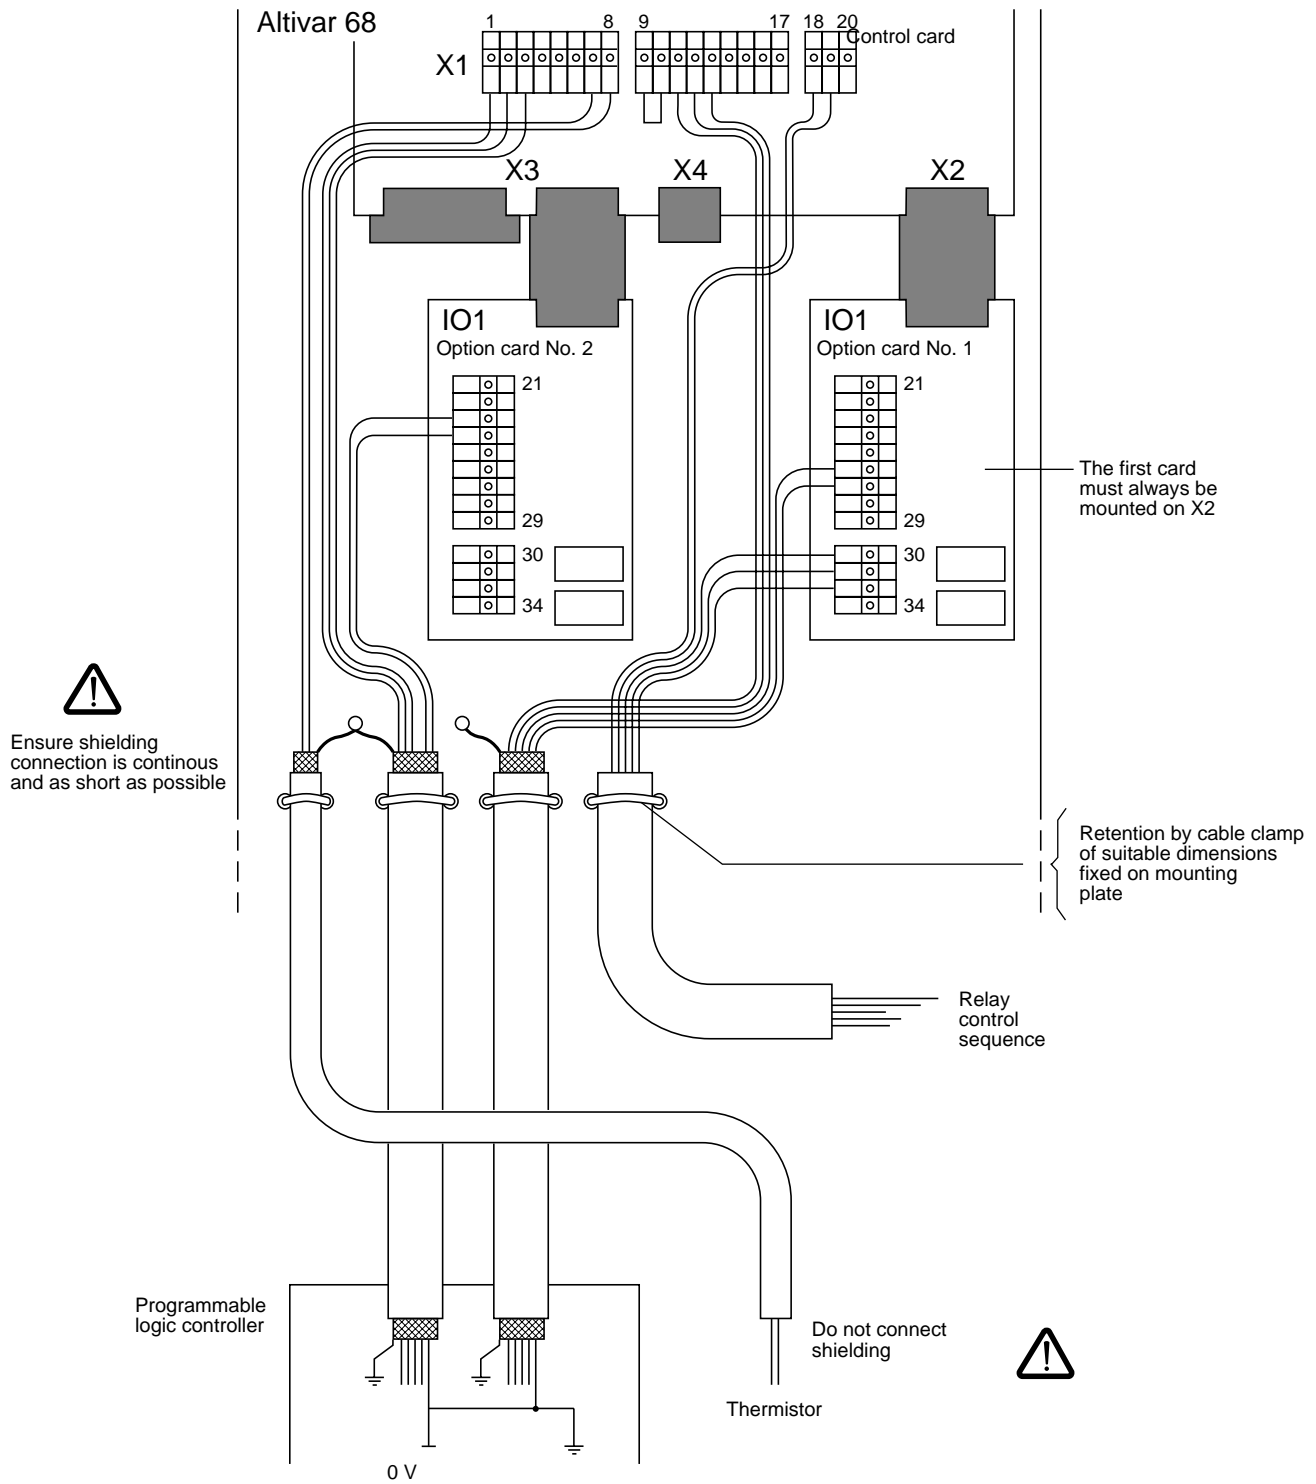 Altivar 68
1 8 9 17 18 20
Control card
X1
X3 X4 X2
IO1
Option card No. 2
21
29
30
34
IO1
Option card No. 1
21
29
30
34
The first card
must always be
mounted on X2
!
Ensure shielding
connection is continous
and as short as possible
Retention by cable clamp
of suitable dimensions
fixed on mounting
plate
Relay
control
sequence
Programmable
logic controller
Do not connect
shielding
!
Thermistor
0 V